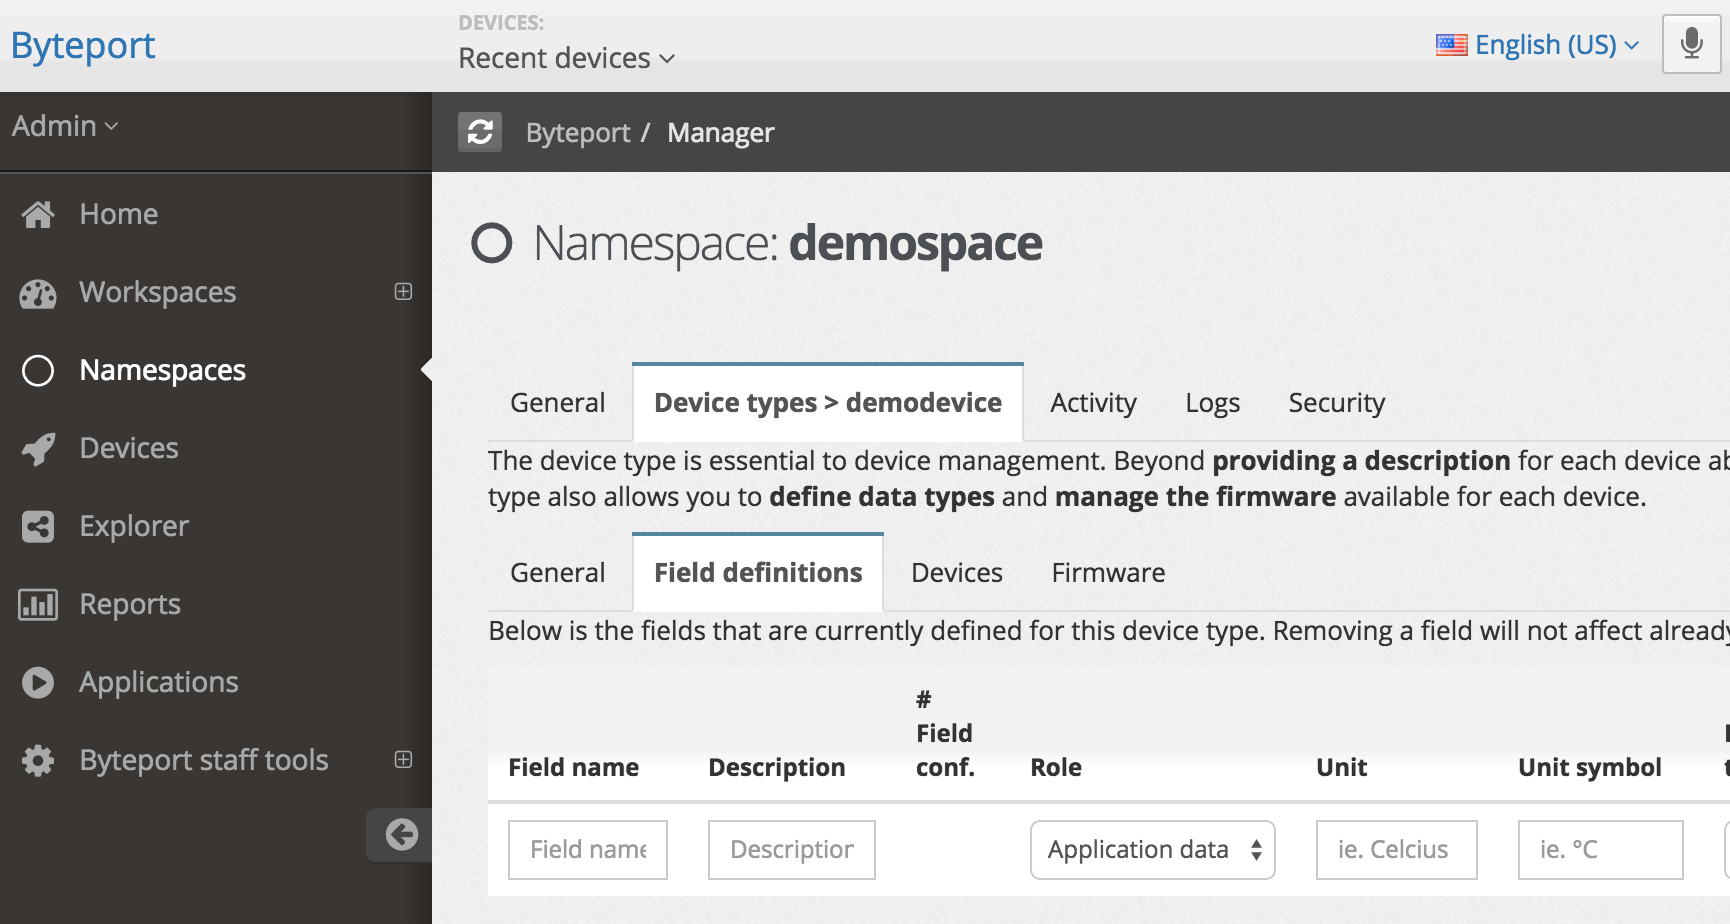 Byteport
DEVICES:
Recent devices
English (US)
Admin
Byteport / Manager
Home
Workspaces
Namespaces
Devices
Explorer
Reports
Applications
Byteport staff tools
Namespace: demospace
General Device types > demodevice Activity Logs Security
The device type is essential to device management. Beyond providing a description for each device
type also allows you to define data types and manage the firmware available for each device.
General Field definitions Devices Firmware
Below is the fields that are currently defined for this device type. Removing a field will not affect already
Field name Description # Field conf. Role Unit Unit symbol
Field name Description Application data ie. Celcius ie. °C